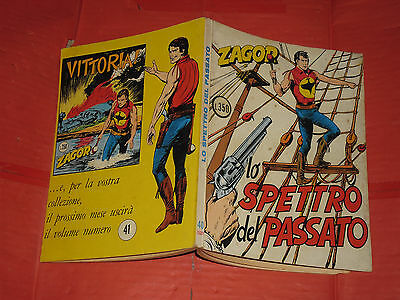 VITTORIA!
ZAGOR
...e, per la vostra
collezione,
il prossimo mese uscirà
il volume numero 41
LO SPETTRO DEL PASSATO
40
ZAGOR
L.350
lo
SPETTRO
del PASSATO